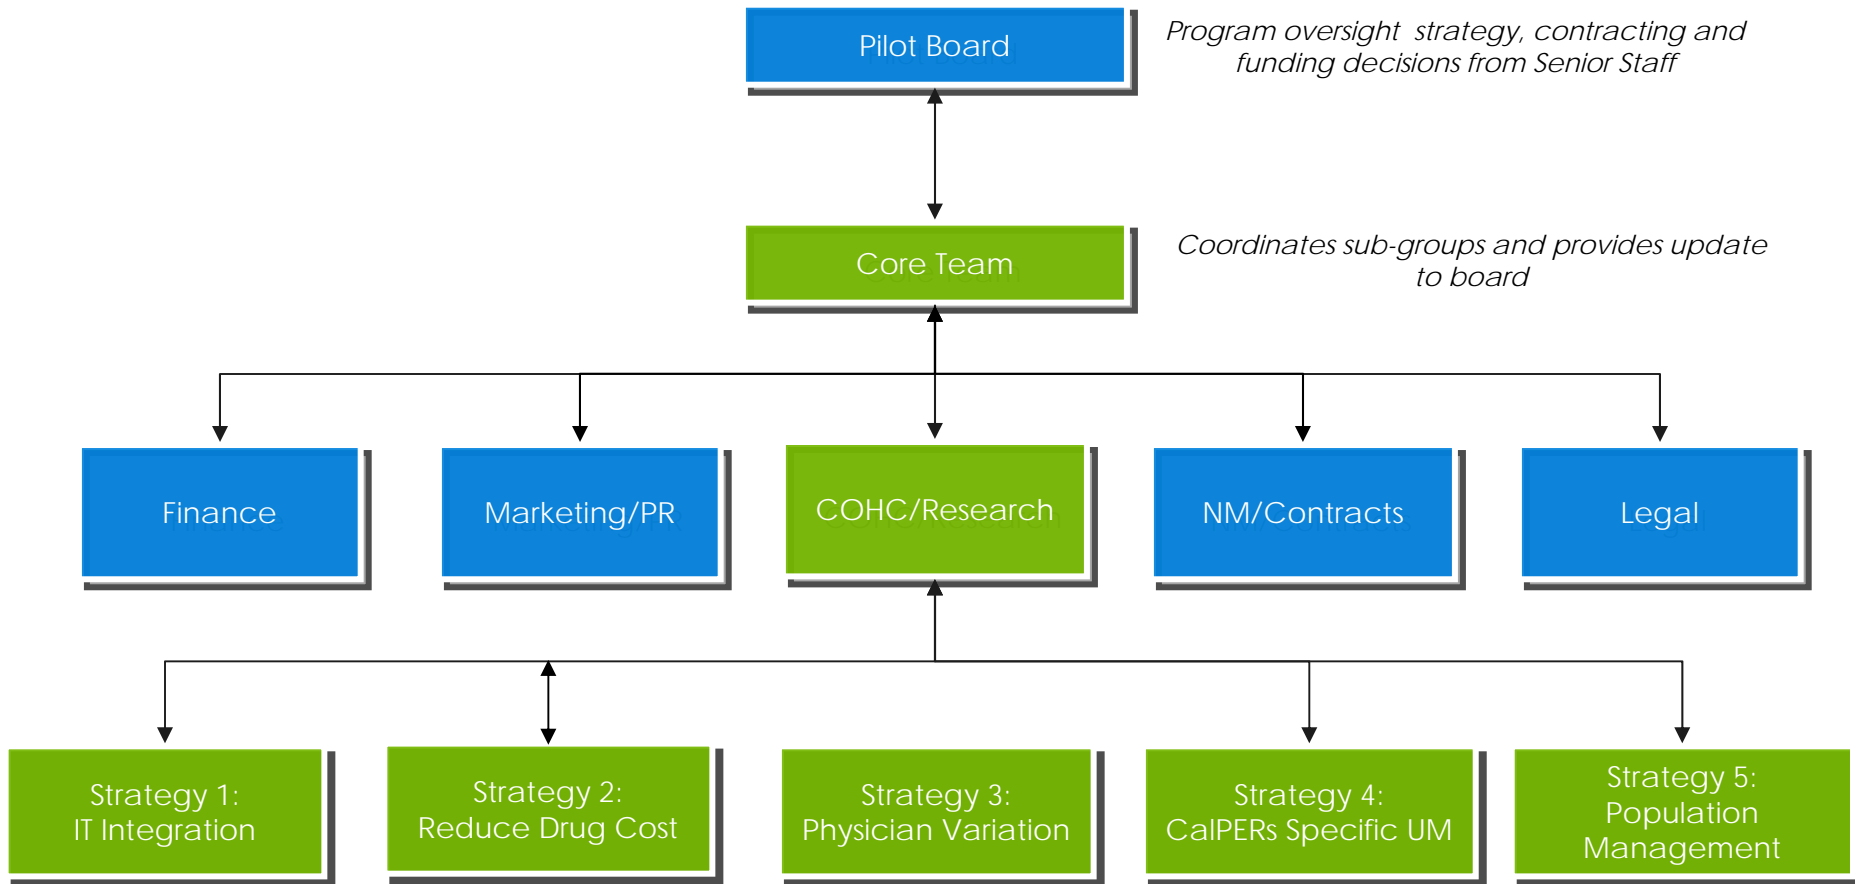 Pilot Board
Program oversight strategy, contracting and
funding decisions from Senior Staff
Core Team
Coordinates sub-groups and provides update
to board
Finance
Marketing/PR
COHC/Research
NM/Contracts
Legal
Strategy 1:
IT Integration
Strategy 2:
Reduce Drug Cost
Strategy 3:
Physician Variation
Strategy 4:
CalPERs Specific UM
Strategy 5:
Population
Management